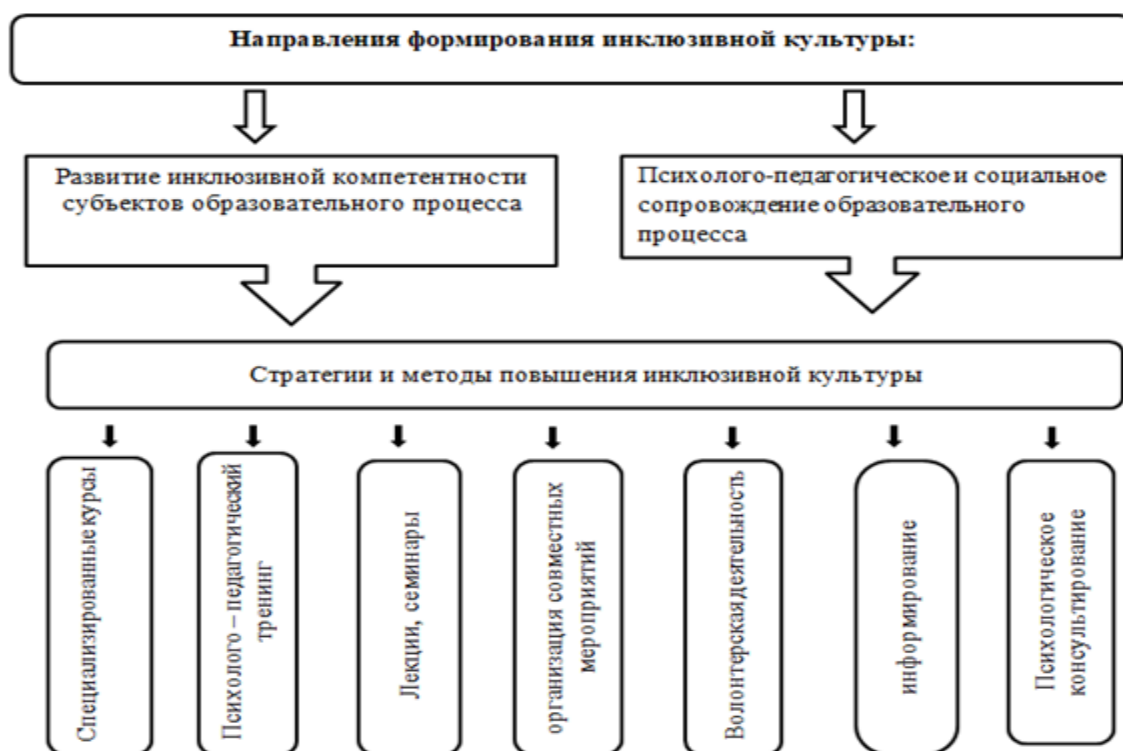 Направления формирования инклюзивной культуры:
Развитие инклюзивной компетентности
субъектов образовательного процесса
Психолого-педагогическое и социальное
сопровождение образовательного
процесса
Стратегии и методы повышения инклюзивной культуры
Специализированные курсы
Психолого – педагогический
тренинг
Лекции, семинары
организация совместных
мероприятий
Волонтерская деятельность
информирование
Психологическое
консультирование